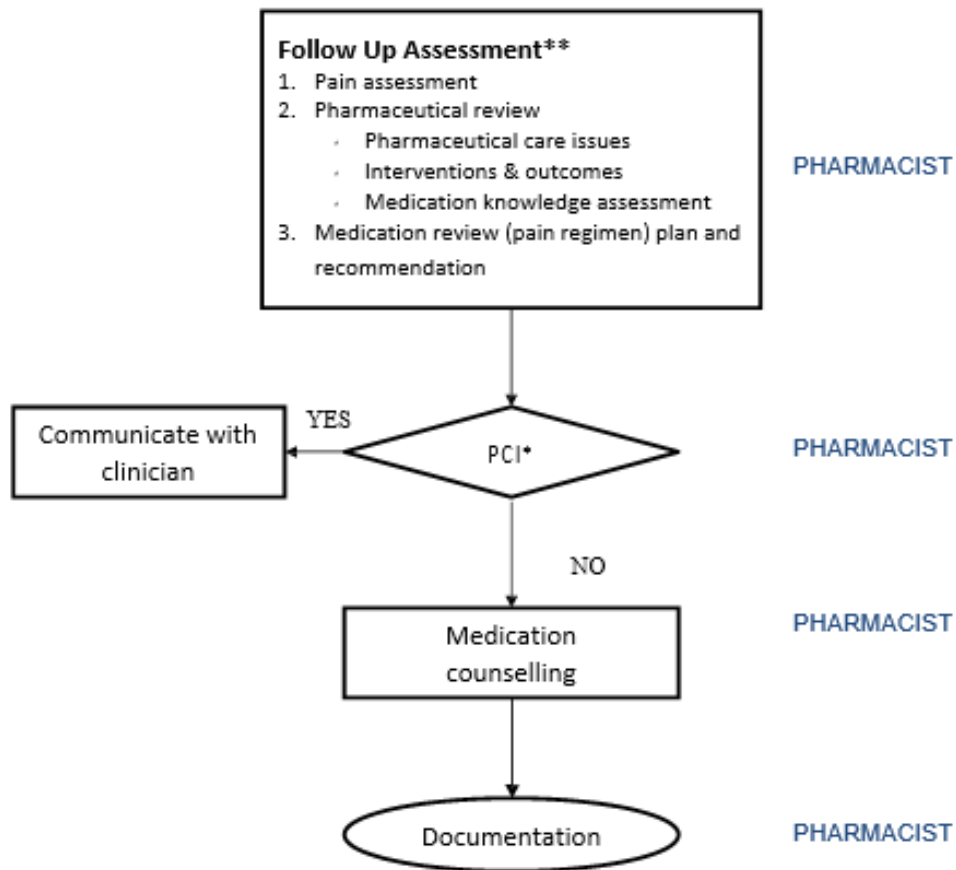 Follow Up Assessment**
1. Pain assessment
2. Pharmaceutical review
· Pharmaceutical care issues
· Interventions & outcomes
· Medication knowledge assessment
3. Medication review (pain regimen) plan and
recommendation
PHARMACIST
YES
Communicate with
clinician
PCI*
PHARMACIST
NO
Medication
counselling
PHARMACIST
Documentation
PHARMACIST